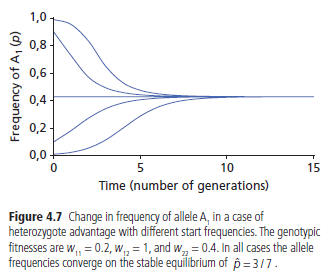 1,0
0,8
0,6
0,4
0,2
0,0
Frequency of A₁ (p)
0
5
10
15
Time (number of generations)
Figure 4.7 Change in frequency of allele A₁ in a case of
heterozygote advantage with different start frequencies. The genotypic
fitnesses are w₁₁ = 0.2, w₁₂ = 1, and w₂₂ = 0.4. In all cases the allele
frequencies converge on the stable equilibrium of p̂ = 3 / 7 .